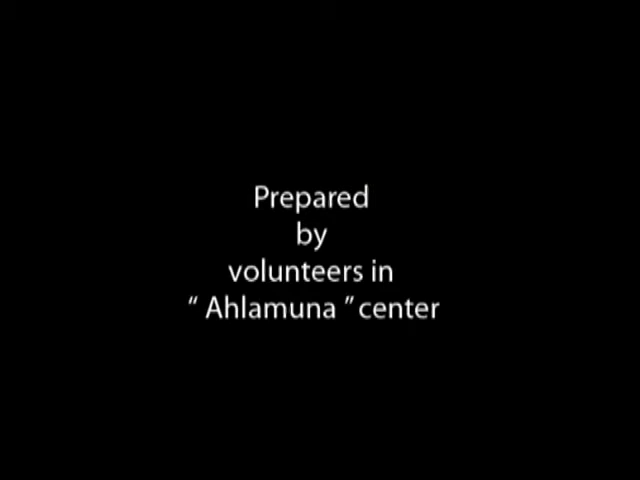 Prepared
by
volunteers in
“ Ahlamuna ” center